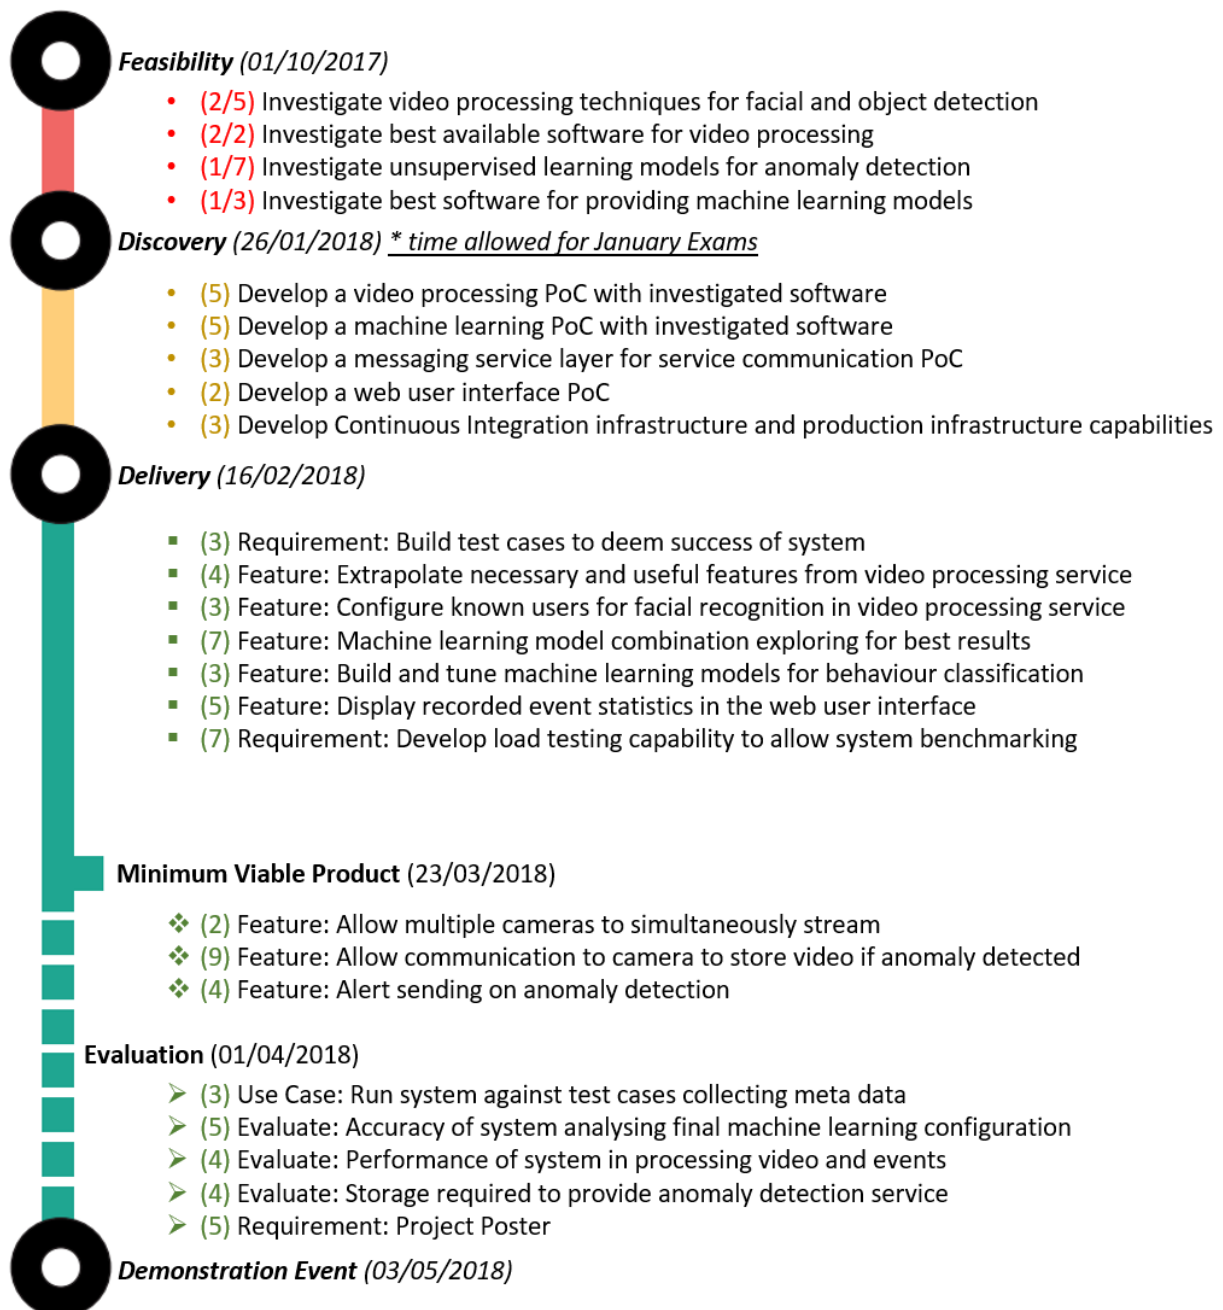 Feasibility (01/10/2017)
• (2/5) Investigate video processing techniques for facial and object detection
• (2/2) Investigate best available software for video processing
• (1/7) Investigate unsupervised learning models for anomaly detection
• (1/3) Investigate best software for providing machine learning models
Discovery (26/01/2018) * time allowed for January Exams
• (5) Develop a video processing PoC with investigated software
• (5) Develop a machine learning PoC with investigated software
• (3) Develop a messaging service layer for service communication PoC
• (2) Develop a web user interface PoC
• (3) Develop Continuous Integration infrastructure and production infrastructure capabilities
Delivery (16/02/2018)
▪ (3) Requirement: Build test cases to deem success of system
▪ (4) Feature: Extrapolate necessary and useful features from video processing service
▪ (3) Feature: Configure known users for facial recognition in video processing service
▪ (7) Feature: Machine learning model combination exploring for best results
▪ (3) Feature: Build and tune machine learning models for behaviour classification
▪ (5) Feature: Display recorded event statistics in the web user interface
▪ (7) Requirement: Develop load testing capability to allow system benchmarking
Minimum Viable Product (23/03/2018)
❖ (2) Feature: Allow multiple cameras to simultaneously stream
❖ (9) Feature: Allow communication to camera to store video if anomaly detected
❖ (4) Feature: Alert sending on anomaly detection
Evaluation (01/04/2018)
➢ (3) Use Case: Run system against test cases collecting meta data
➢ (5) Evaluate: Accuracy of system analysing final machine learning configuration
➢ (4) Evaluate: Performance of system in processing video and events
➢ (4) Evaluate: Storage required to provide anomaly detection service
➢ (5) Requirement: Project Poster
Demonstration Event (03/05/2018)